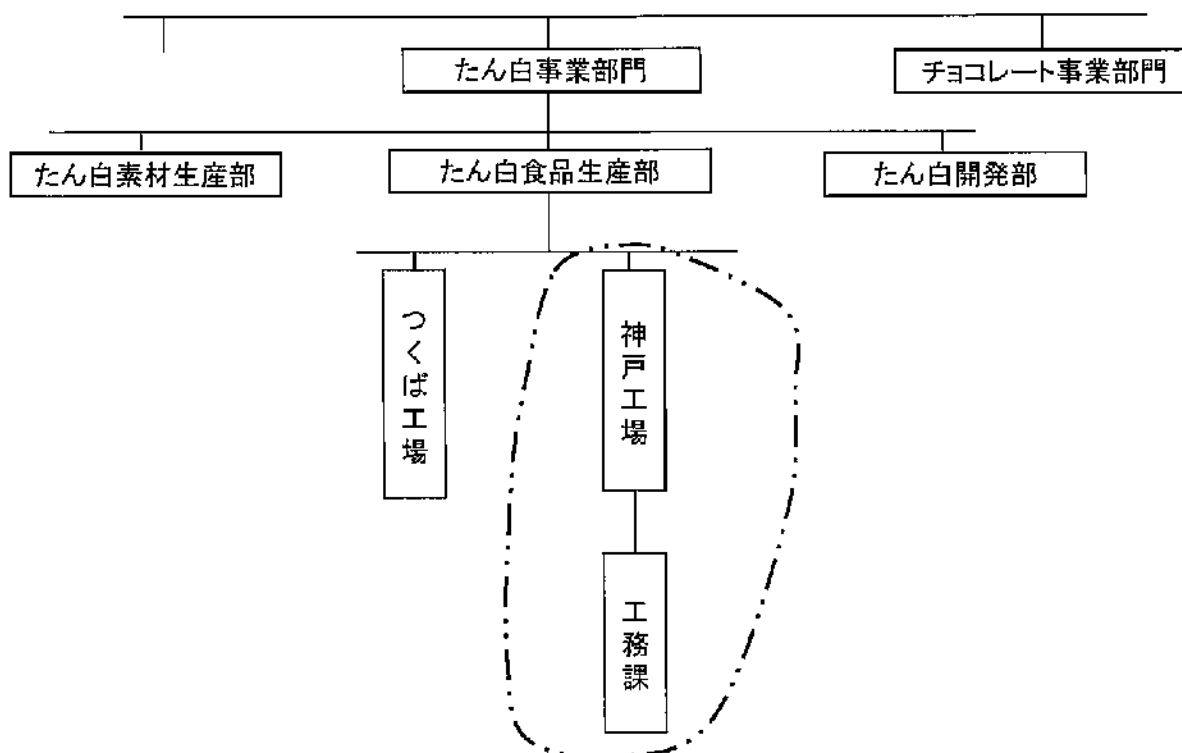 たん白事業部門
チョコレート事業部門
たん白素材生産部
たん白食品生産部
たん白開発部
つくば工場
神戸工場
工務課